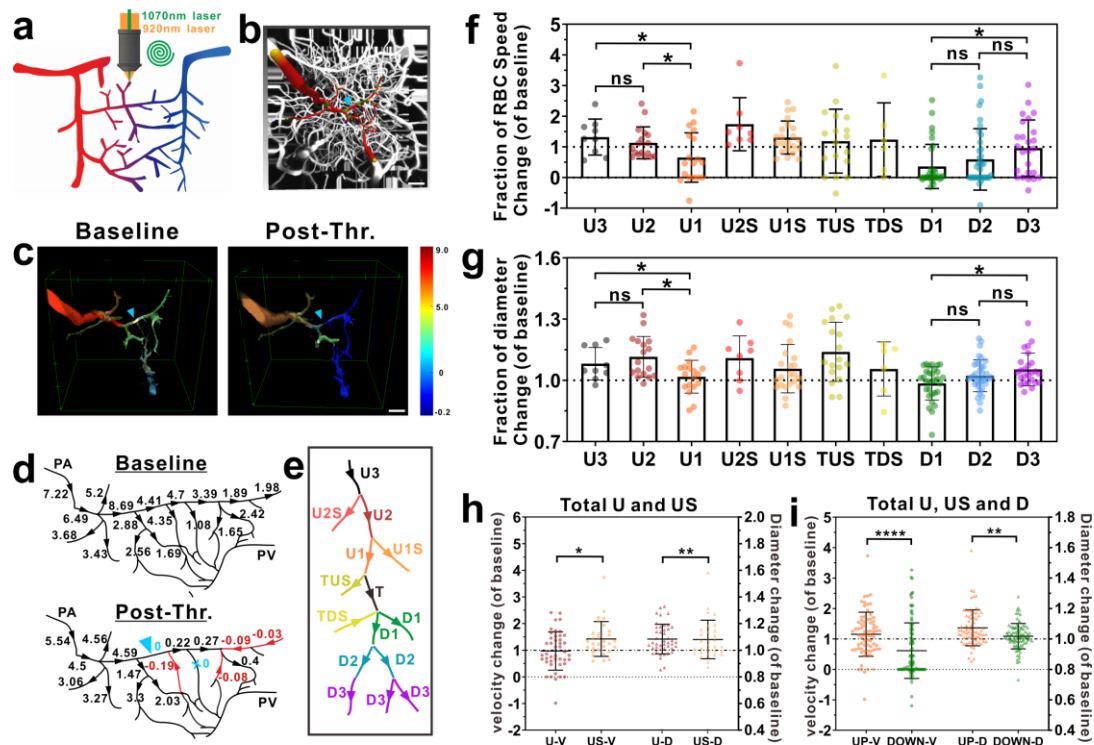 a
1070nm laser
920nm laser
b
c
Baseline
Post-Thr.
9.0
5.0
0
-0.2
d
Baseline
PA
7.22
5.2
8.69
4.41
4.7
3.39
1.89
1.98
6.49
2.88
4.35
1.08
2.42
3.68
1.65
3.43
2.56
1.69
PV
Post-Thr.
PA
5.54
4.56
4.59
0
0.22
0.27
-0.09
-0.03
4.5
-0.19
0
0.4
3.06
1.47
-0.08
3.27
3.3
2.03
PV
e
U3
U2S
U2
U1
U1S
TUS
T
TDS
D1
D1
D2
D2
D3
D3
D3
f
Fraction of RBC Speed
Change (of baseline)
5
4
3
2
1
0
-1
*
ns
*
*
ns
ns
U3 U2 U1 U2S U1S TUS TDS D1 D2 D3
g
Fraction of diameter
Change (of baseline)
1.6
1.3
1.0
0.7
*
ns
*
*
ns
ns
U3 U2 U1 U2S U1S TUS TDS D1 D2 D3
h
Total U and US
velocity change (of baseline)
6
5
4
3
2
1
0
-1
-2
*
**
2.0
1.8
1.6
1.4
1.2
1.0
0.8
0.6
0.4
Diameter change (of baseline)
U-V US-V U-D US-D
i
Total U, US and D
velocity change (of baseline)
5
4
3
2
1
0
-1
-2
****
**
1.8
1.6
1.4
1.2
1.0
0.8
0.6
0.4
Diameter change (of baseline)
UP-V DOWN-V UP-D DOWN-D